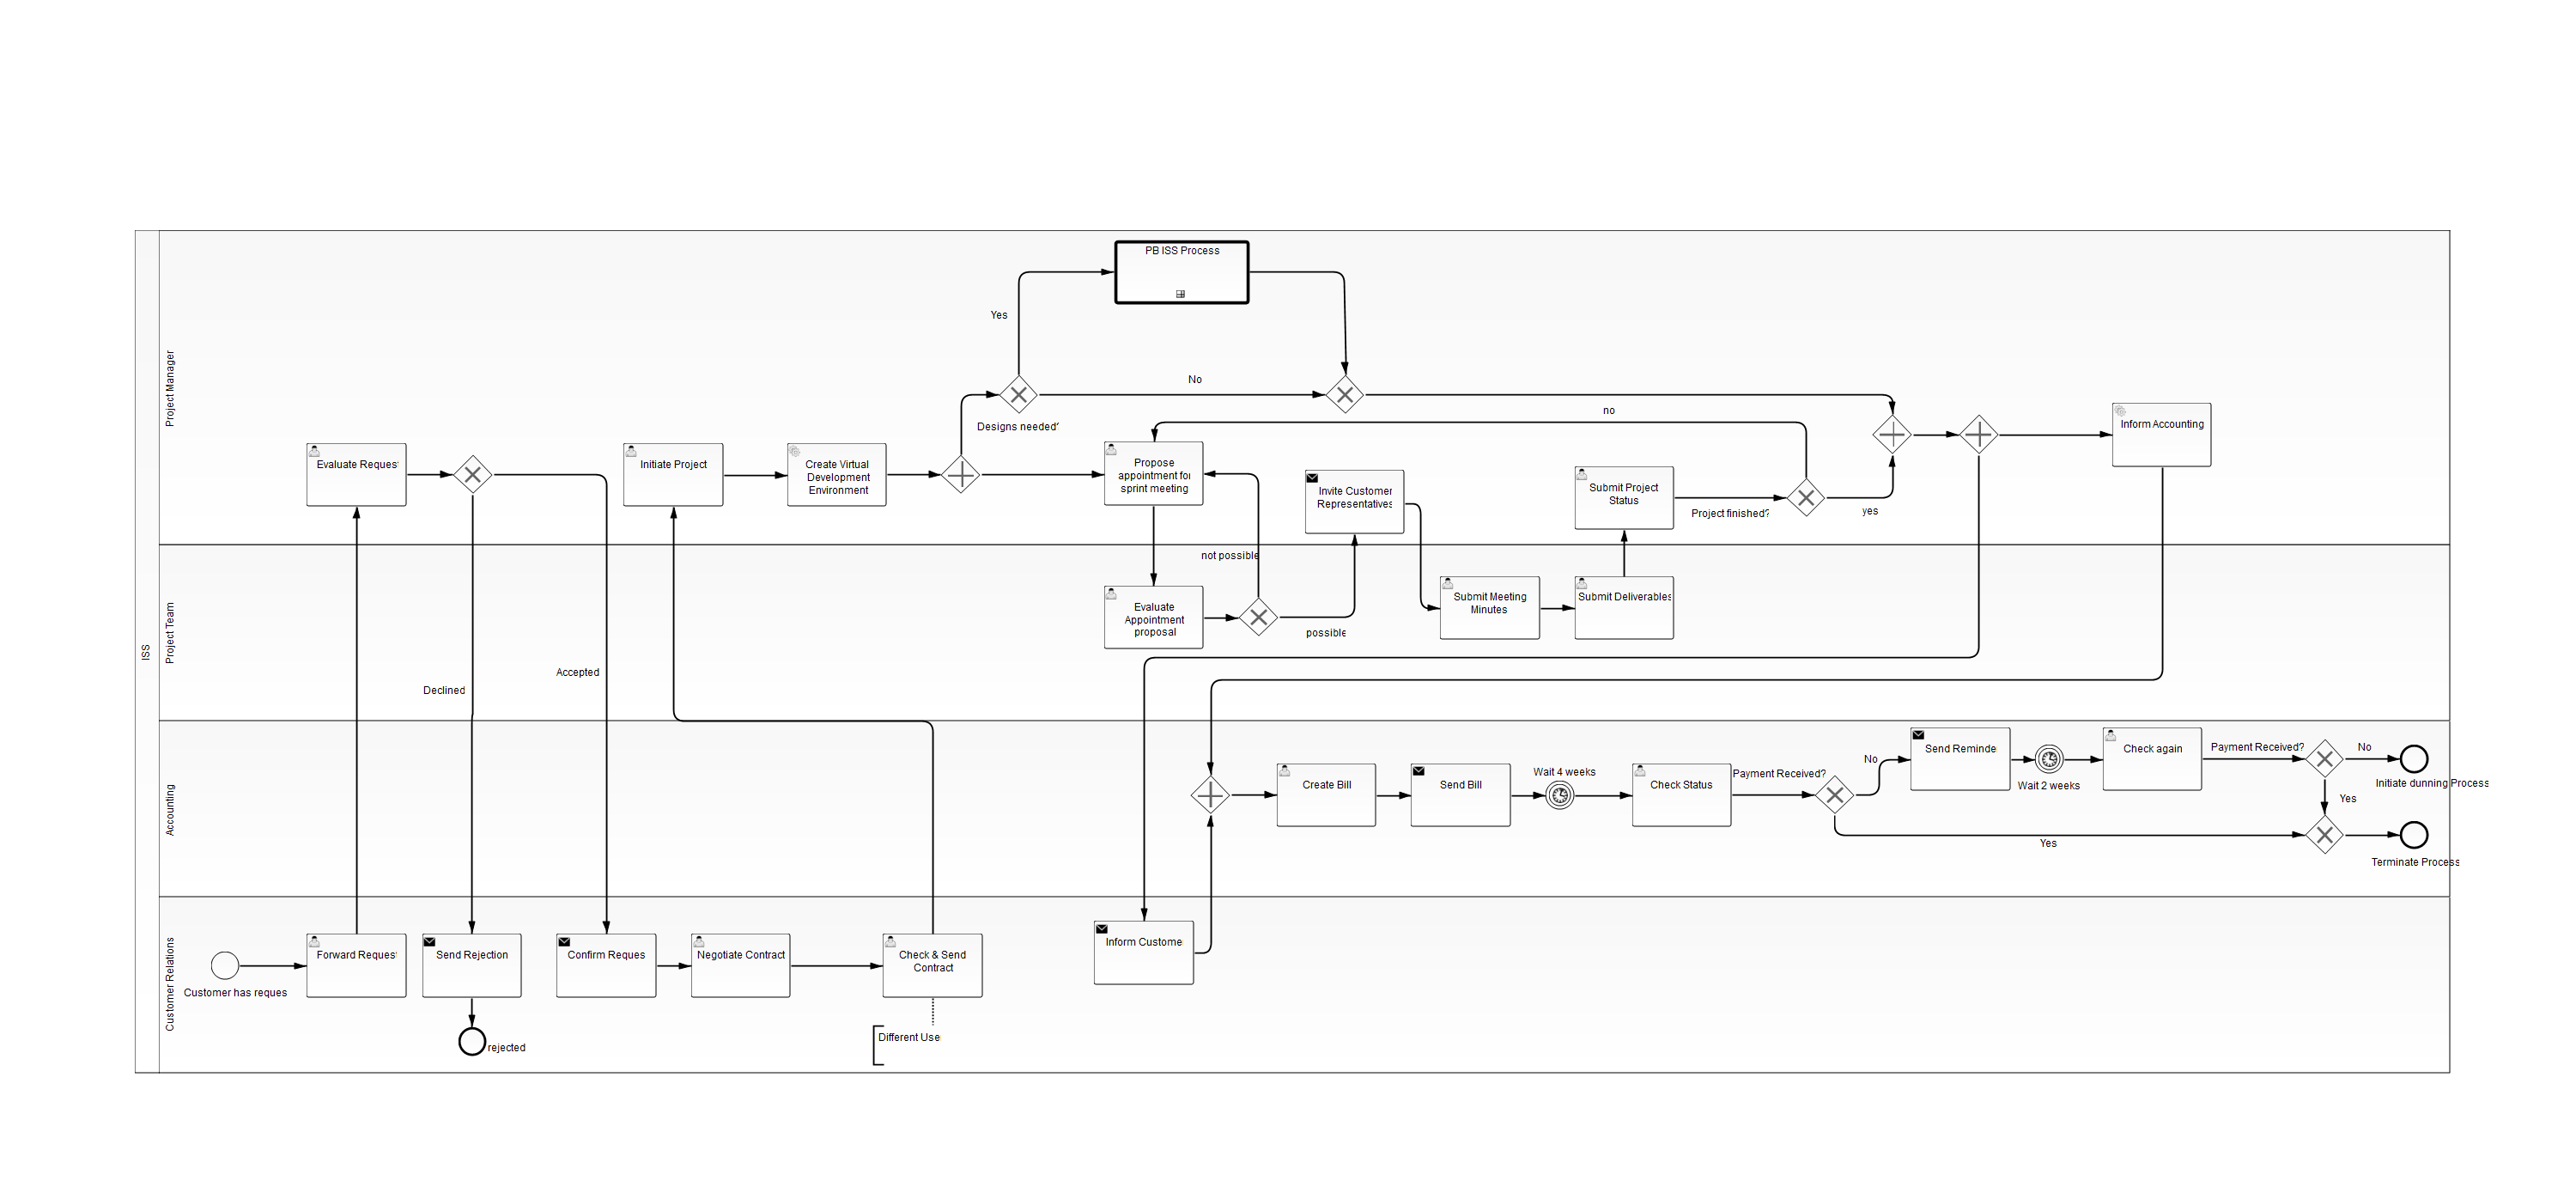 PB ISS Process
Yes
No
Designs needed?
no
Project Manager
Evaluate Request
Initiate Project
Create Virtual
Development
Environment
Propose
appointment for
sprint meeting
Invite Customer
Representatives
Submit Project
Status
Project finished?
yes
Inform Accounting
not possible
ISS
Project Team
Evaluate
Appointment
proposal
possible
Submit Meeting
Minutes
Submit Deliverables
Declined
Accepted
Accounting
Create Bill
Send Bill
Wait 4 weeks
Check Status
Payment Received?
No
Send Reminde
Wait 2 weeks
Check again
Payment Received?
No
Initiate dunning Process
Yes
Yes
Terminate Process
Customer Relations
Customer has reques
Forward Request
Send Rejection
rejected
Confirm Reques
Negotiate Contract
Check & Send
Contract
Different Use
Inform Custome